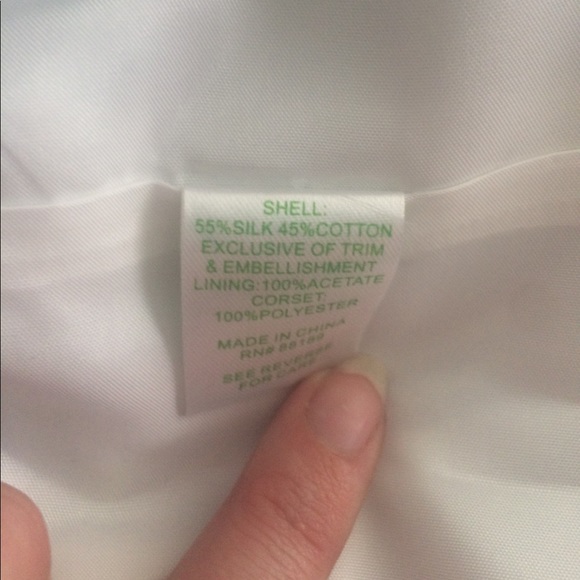 SHELL:
55%SILK 45%COTTON
EXCLUSIVE OF TRIM
& EMBELLISHMENT
LINING:100%ACETATE
CORSET:
100%POLYESTER
MADE IN CHINA
RN#
SEE REVERSE
FOR CARE